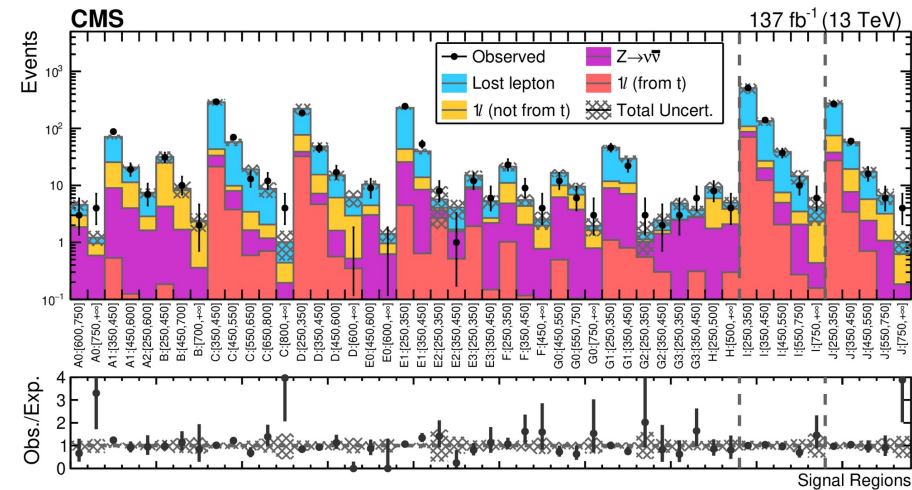 CMS
137 fb⁻¹ (13 TeV)
Events
10³
10²
10
1
10⁻¹
Observed
Lost lepton
1ℓ (not from t)
Z→νν̅
1ℓ (from t)
Total Uncert.
A0:[600,750]
A0:[750,+∞]
A1:[350,450]
A1:[450,600]
A2:[250,600]
B:[250,450]
B:[450,700]
B:[700,+∞]
C:[350,450]
C:[450,550]
C:[550,650]
C:[650,800]
C:[800,+∞]
D:[250,350]
D:[350,450]
D:[450,600]
D:[600,+∞]
E0:[450,600]
E0:[600,+∞]
E1:[250,350]
E1:[350,450]
E2:[250,350]
E2:[350,450]
E3:[250,350]
E3:[350,450]
F:[250,350]
F:[350,450]
F:[450,+∞]
G0:[450,550]
G0:[550,750]
G0:[750,+∞]
G1:[250,350]
G1:[350,450]
G2:[250,350]
G2:[350,450]
G3:[250,350]
G3:[350,450]
H:[250,500]
H:[500,+∞]
I:[250,350]
I:[350,450]
I:[450,550]
I:[550,750]
I:[750,+∞]
J:[250,350]
J:[350,450]
J:[450,550]
J:[550,750]
J:[750,+∞]
Obs./Exp.
4
3
2
1
0
Signal Regions